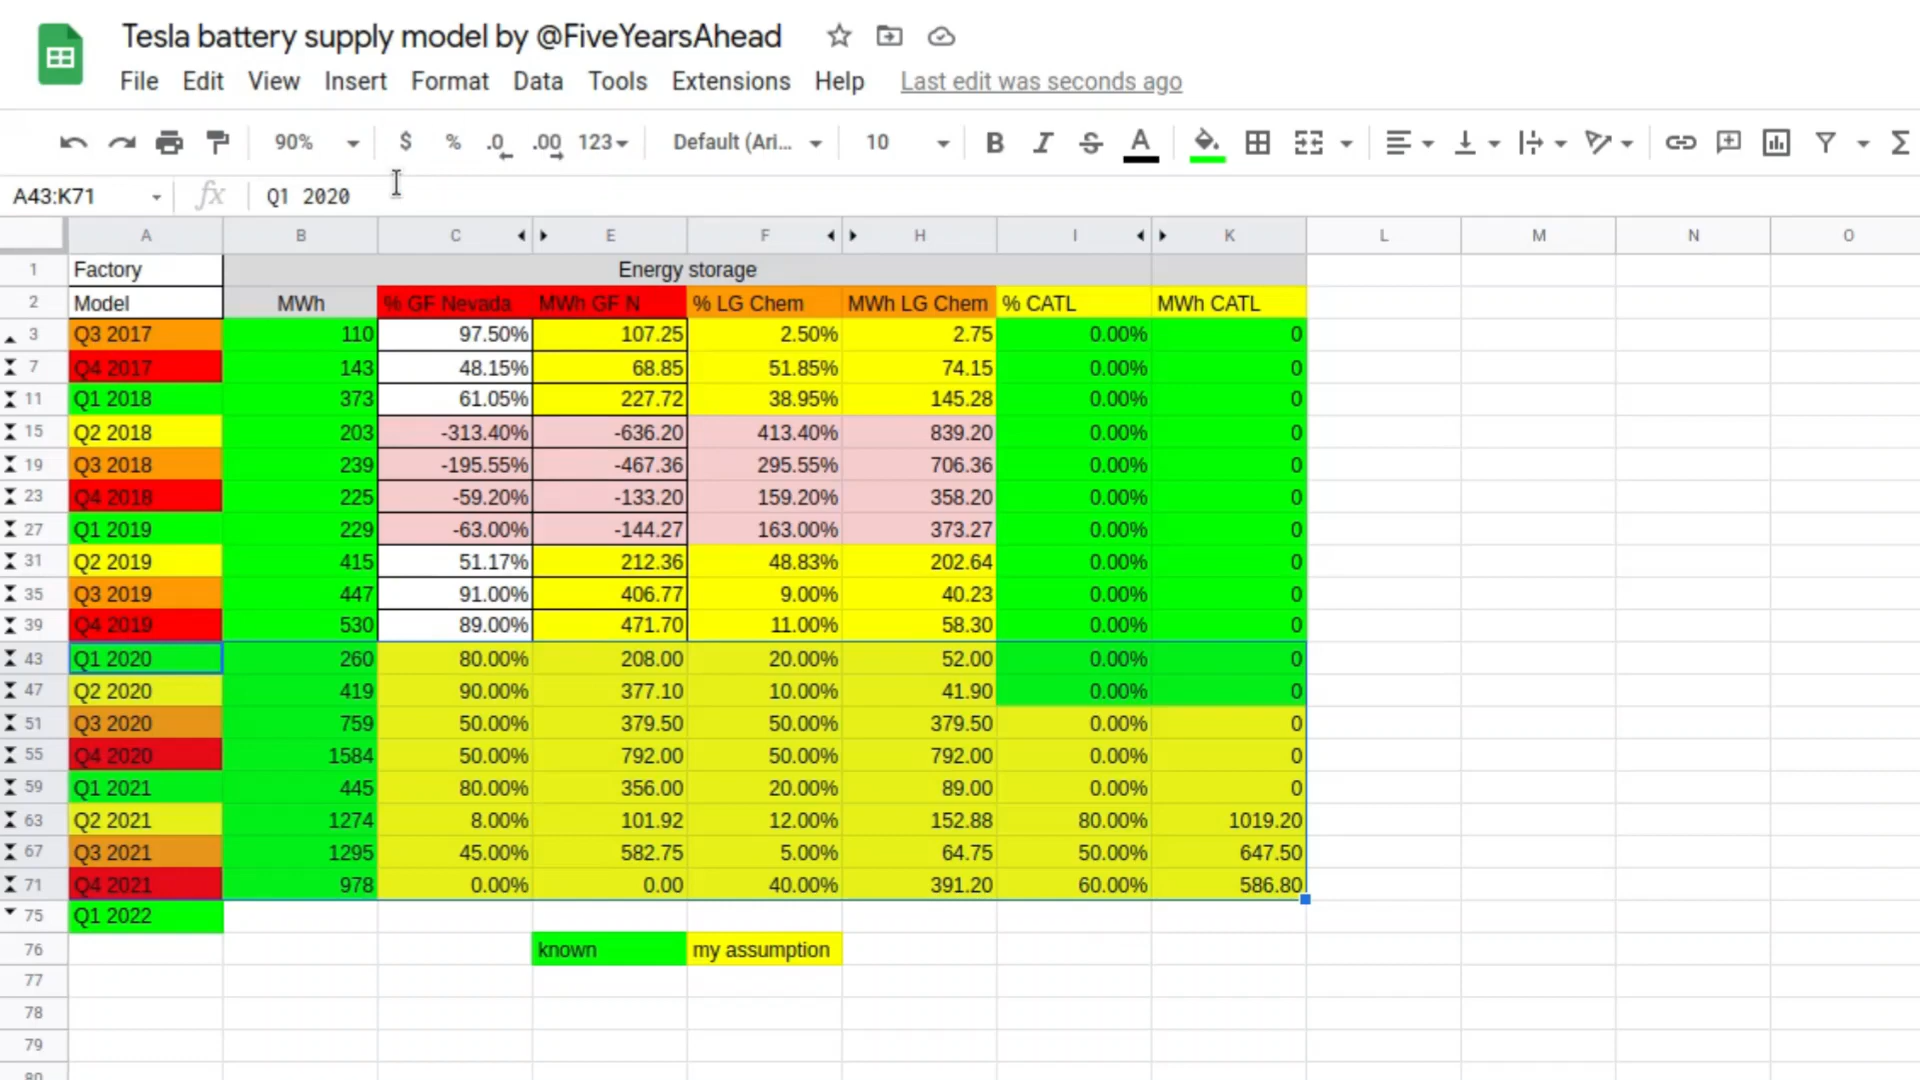 Tesla battery supply model by @FiveYearsAhead
File Edit View Insert Format Data Tools Extensions Help Last edit was seconds ago
90% $ % .0 .00 123 Default (Ari... 10 B I S A Σ
A43:K71 fx Q1 2020
A B C E F H I K L M N O
1 Factory Energy storage
2 Model MWh % GF Nevada MWh GF N % LG Chem MWh LG Chem % CATL MWh CATL
3 Q3 2017 110 97.50% 107.25 2.50% 2.75 0.00% 0
7 Q4 2017 143 48.15% 68.85 51.85% 74.15 0.00% 0
11 Q1 2018 373 61.05% 227.72 38.95% 145.28 0.00% 0
15 Q2 2018 203 -313.40% -636.20 413.40% 839.20 0.00% 0
19 Q3 2018 239 -195.55% -467.36 295.55% 706.36 0.00% 0
23 Q4 2018 225 -59.20% -133.20 159.20% 358.20 0.00% 0
27 Q1 2019 229 -63.00% -144.27 163.00% 373.27 0.00% 0
31 Q2 2019 415 51.17% 212.36 48.83% 202.64 0.00% 0
35 Q3 2019 447 91.00% 406.77 9.00% 40.23 0.00% 0
39 Q4 2019 530 89.00% 471.70 11.00% 58.30 0.00% 0
43 Q1 2020 260 80.00% 208.00 20.00% 52.00 0.00% 0
47 Q2 2020 419 90.00% 377.10 10.00% 41.90 0.00% 0
51 Q3 2020 759 50.00% 379.50 50.00% 379.50 0.00% 0
55 Q4 2020 1584 50.00% 792.00 50.00% 792.00 0.00% 0
59 Q1 2021 445 80.00% 356.00 20.00% 89.00 0.00% 0
63 Q2 2021 1274 8.00% 101.92 12.00% 152.88 80.00% 1019.20
67 Q3 2021 1295 45.00% 582.75 5.00% 64.75 50.00% 647.50
71 Q4 2021 978 0.00% 0.00 40.00% 391.20 60.00% 586.80
75 Q1 2022
76 known my assumption
77
78
79
80